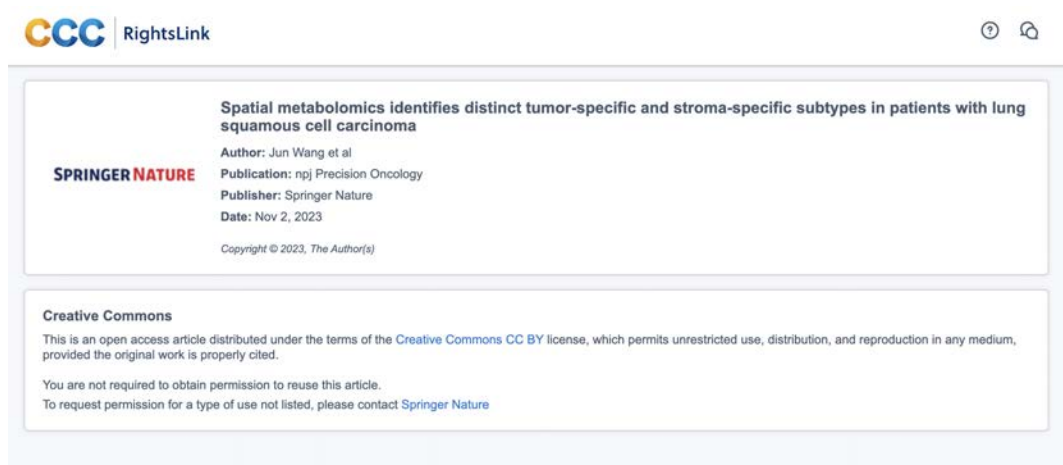 CCC RightsLink
Spatial metabolomics identifies distinct tumor-specific and stroma-specific subtypes in patients with lung
squamous cell carcinoma
SPRINGER NATURE
Author: Jun Wang et al
Publication: npj Precision Oncology
Publisher: Springer Nature
Date: Nov 2, 2023
Copyright © 2023, The Author(s)
Creative Commons
This is an open access article distributed under the terms of the Creative Commons CC BY license, which permits unrestricted use, distribution, and reproduction in any medium,
provided the original work is properly cited.
You are not required to obtain permission to reuse this article.
To request permission for a type of use not listed, please contact Springer Nature